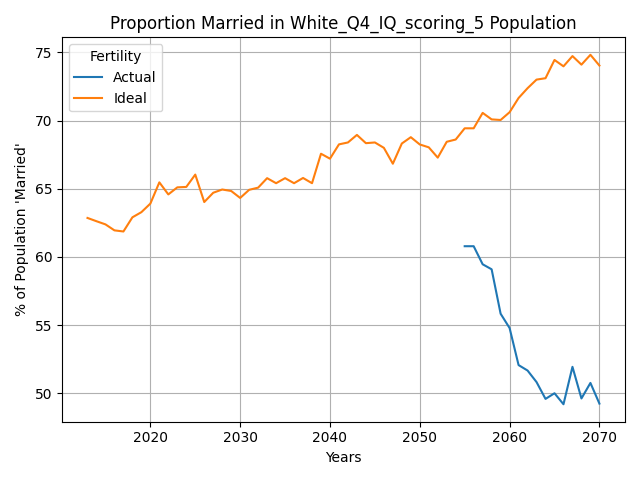 Proportion Married in White_Q4_IQ_scoring_5 Population
Fertility
Actual
Ideal
% of Population 'Married'
75
70
65
60
55
50
2020
2030
2040
2050
2060
2070
Years